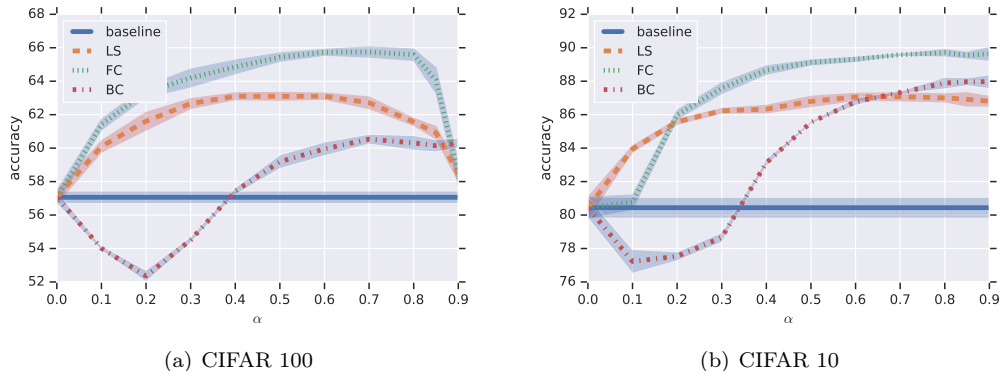 68
66
64
62
60
58
56
54
52
accuracy
baseline
LS
FC
BC
0.0 0.1 0.2 0.3 0.4 0.5 0.6 0.7 0.8 0.9
α
(a) CIFAR 100
92
90
88
86
84
82
80
78
76
accuracy
baseline
LS
FC
BC
0.0 0.1 0.2 0.3 0.4 0.5 0.6 0.7 0.8 0.9
α
(b) CIFAR 10